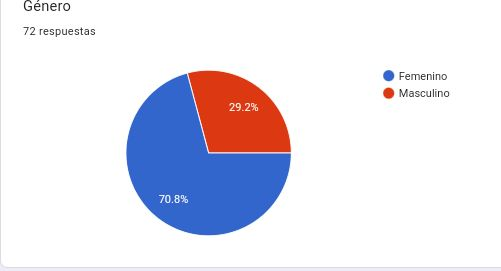 Género
72 respuestas
Femenino
Masculino
29.2%
70.8%